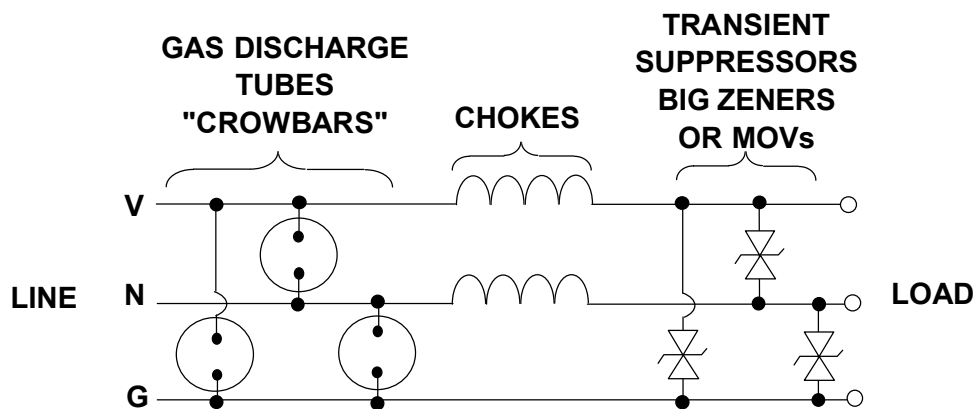 TRANSIENT
SUPPRESSORS
BIG ZENERS
OR MOVs
GAS DISCHARGE
TUBES
"CROWBARS"
CHOKES
V
LINE
N
LOAD
G